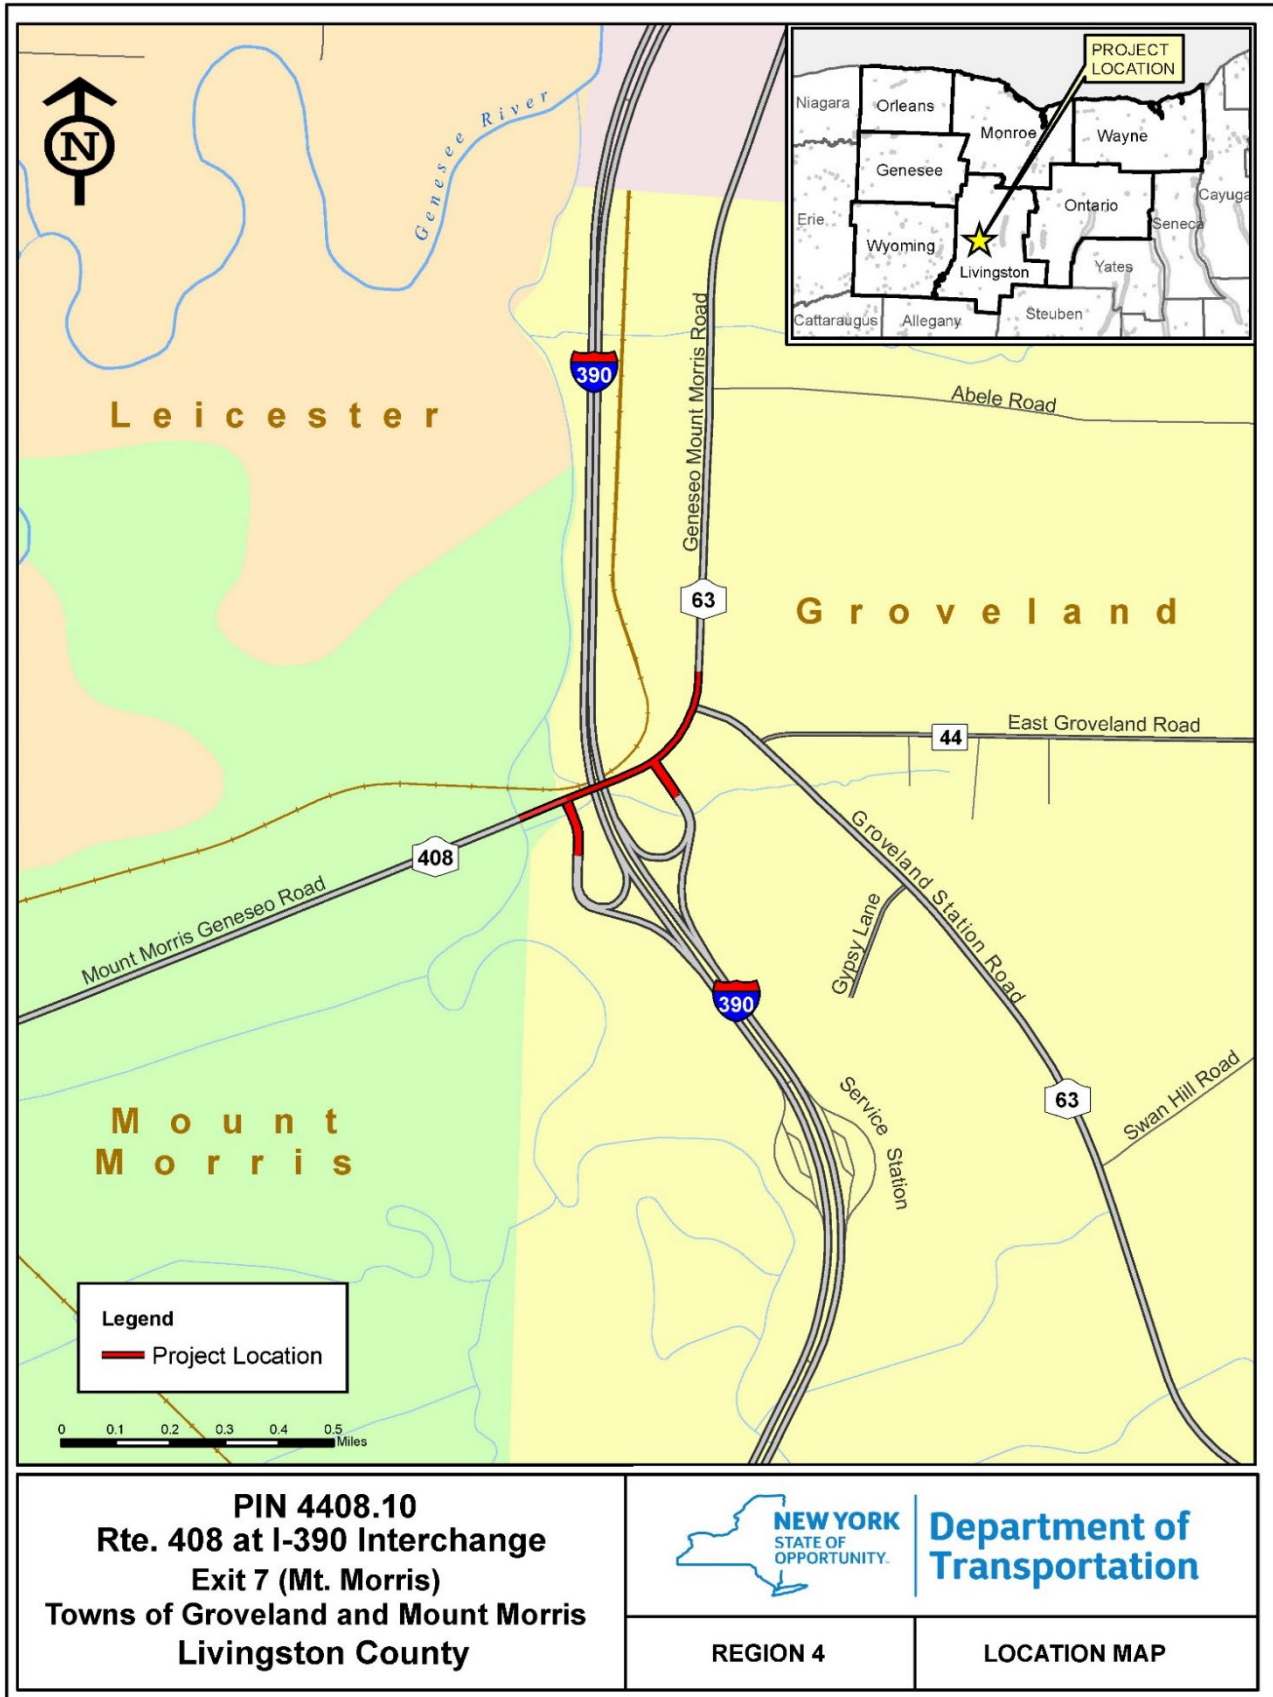 N
Genesee River
PROJECT
LOCATION
Niagara
Orleans
Monroe
Wayne
Genesee
Cayuga
Ontario
Erie
Seneca
Wyoming
Yates
Livingston
Steuben
Cattaraugus
Allegany
390
Geneseo Mount Morris Road
Abele Road
Leicester
63
Groveland
East Groveland Road
44
408
Mount Morris Geneseo Road
Groveland Station Road
Gypsy Lane
390
Service Station
63
Swan Hill Road
Mount
Morris
Legend
Project Location
0 0.1 0.2 0.3 0.4 0.5
Miles
PIN 4408.10
Rte. 408 at I-390 Interchange
Exit 7 (Mt. Morris)
Towns of Groveland and Mount Morris
Livingston County
NEW YORK
STATE OF
OPPORTUNITY.
Department of
Transportation
REGION 4
LOCATION MAP